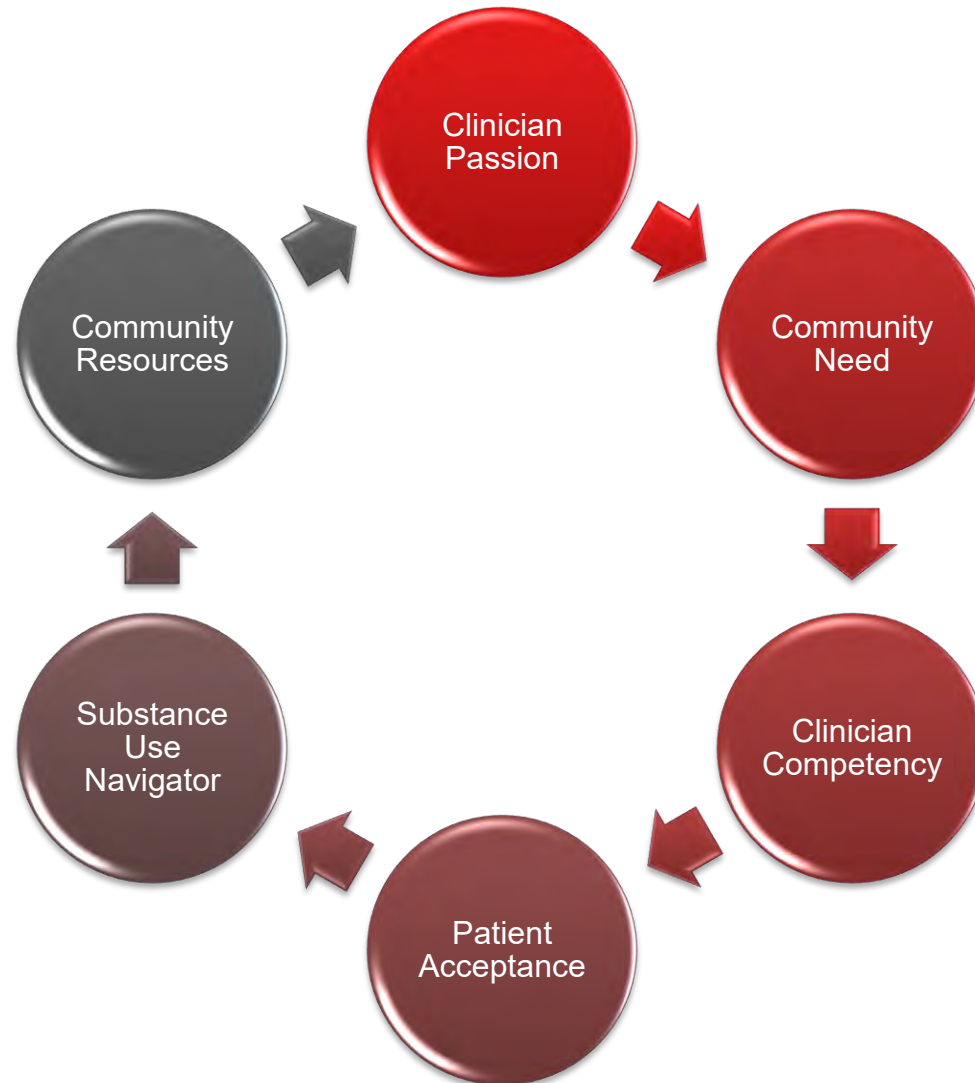 Clinician
Passion
Community
Need
Clinician
Competency
Patient
Acceptance
Substance
Use
Navigator
Community
Resources